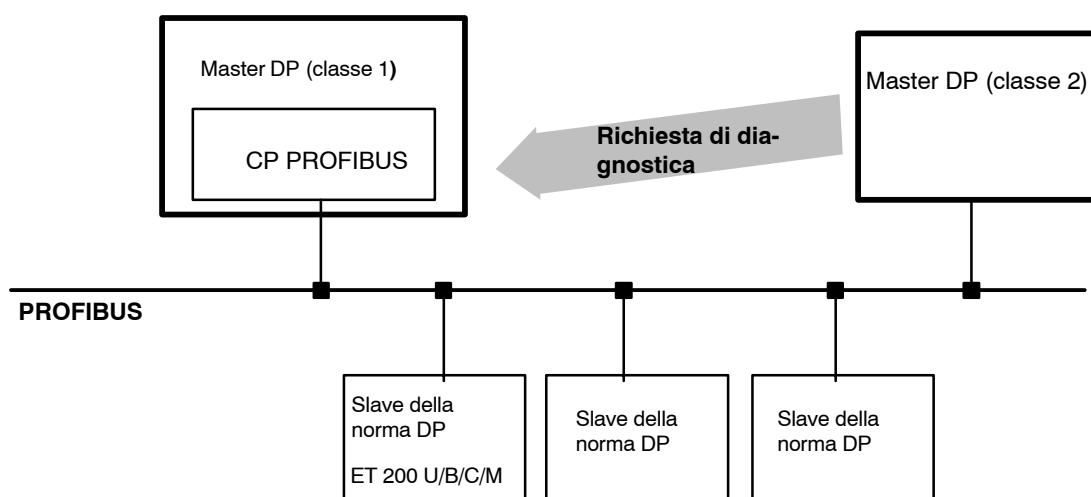 Master DP (classe 1)
CP PROFIBUS
Richiesta di dia-
gnostica
Master DP (classe 2)
PROFIBUS
Slave della
norma DP
ET 200 U/B/C/M
Slave della
norma DP
Slave della
norma DP